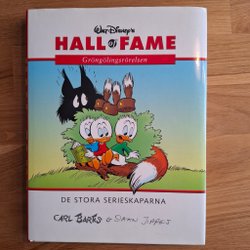 WALT DISNEY'S
HALL of FAME
Gröngölingsrörelsen
DE STORA SERIESKAPARNA
CARL BARKS & DAAN JIPPES